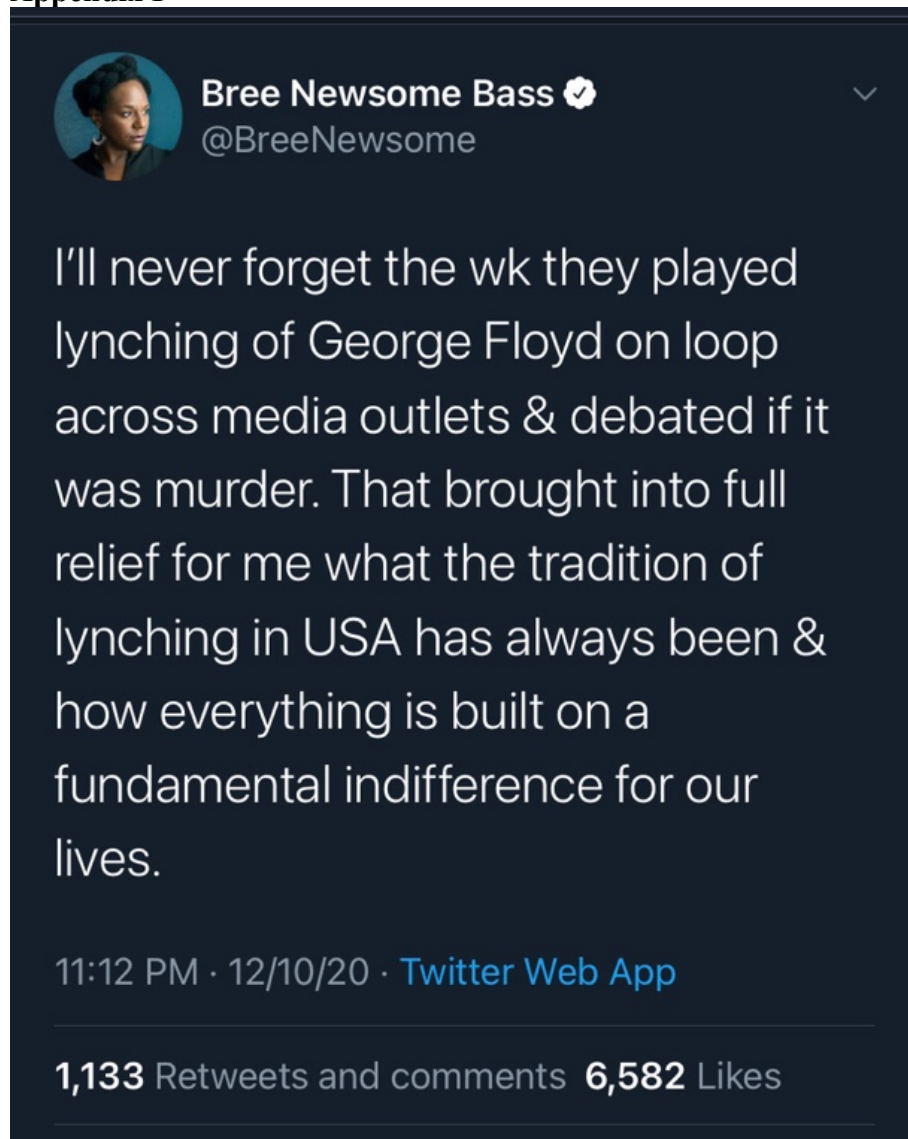 Bree Newsome Bass
@BreeNewsome
I'll never forget the wk they played
lynching of George Floyd on loop
across media outlets & debated if it
was murder. That brought into full
relief for me what the tradition of
lynching in USA has always been &
how everything is built on a
fundamental indifference for our
lives.
11:12 PM · 12/10/20 · Twitter Web App
1,133 Retweets and comments 6,582 Likes